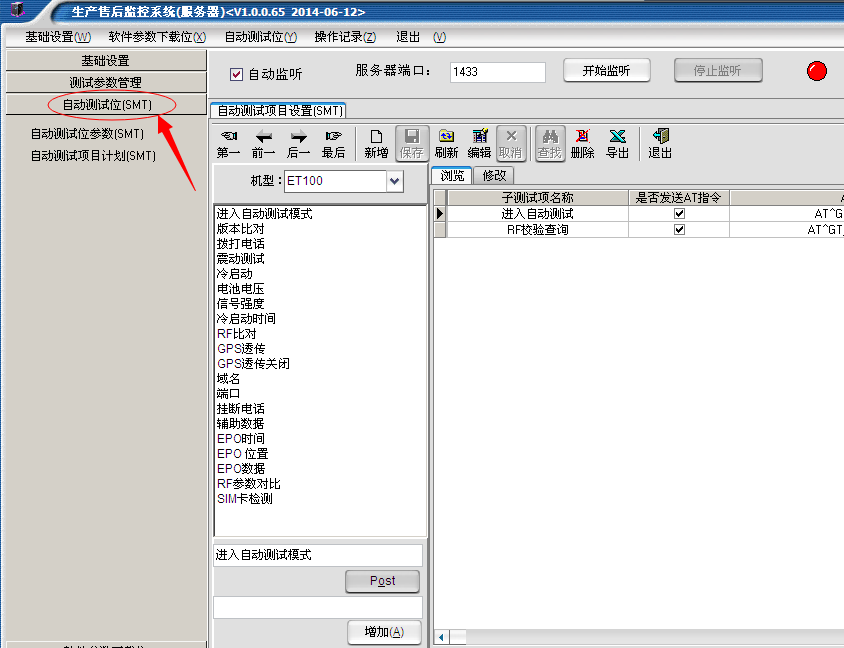 生产售后监控系统(服务器)<V1.0.0.65 2014-06-12>
基础设置(W) 软件参数下载位(X) 自动测试位(Y) 操作记录(Z) 退出 (V)
基础设置
测试参数管理
自动测试位(SMT)
自动测试位参数(SMT)
自动测试项目计划(SMT)
自动监听 服务器端口: 1433 开始监听 停止监听
自动测试项目设置(SMT)
第一 前一 后一 最后 新增 保存 刷新 编辑 取消 查找 删除 导出 退出
机型: ET100
进入自动测试模式
版本比对
拨打电话
震动测试
冷启动
电池电压
信号强度
冷启动时间
RF比对
GPS透传
GPS透传关闭
域名
端口
挂断电话
辅助数据
EPO时间
EPO 位置
EPO数据
RF参数对比
SIM卡检测
进入自动测试模式
Post
增加(A)
浏览 修改
子测试项名称 是否发送AT指令 A
进入自动测试 AT^G
RF校验查询 AT^GT